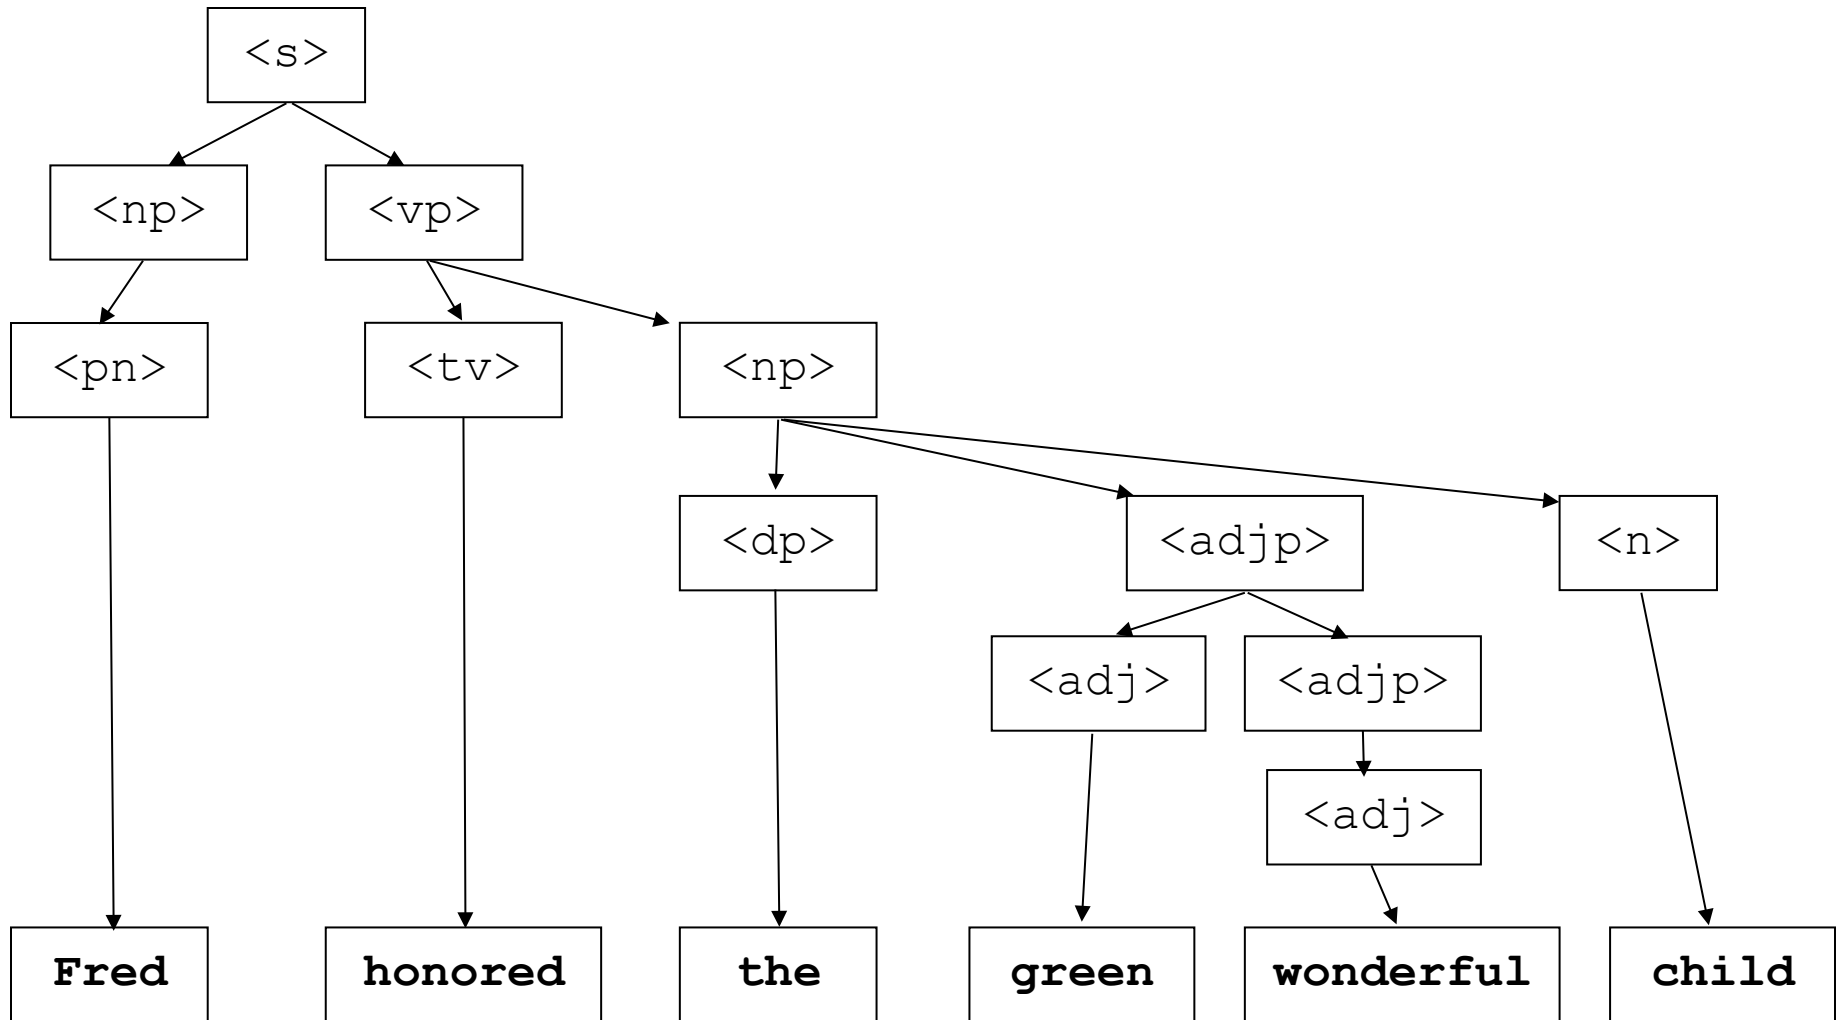 <s>
<np> <vp>
<pn> <tv> <np>
<dp> <adjp> <n>
<adj> <adjp>
<adj>
Fred honored the green wonderful child